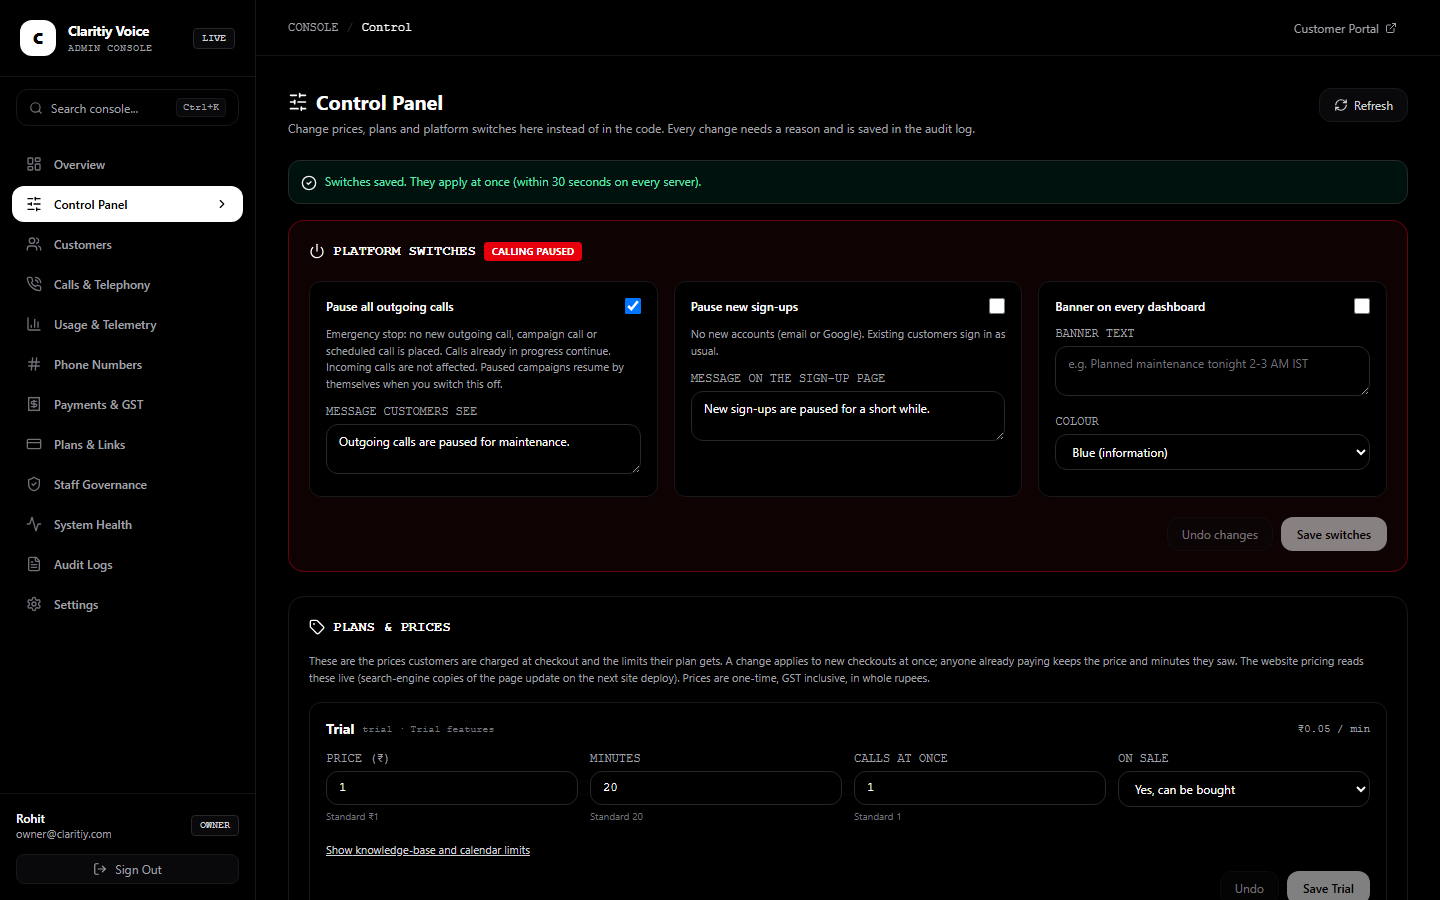 C
Claritiy Voice
ADMIN CONSOLE
LIVE
Search console...
Ctrl+K
Overview
Control Panel
Customers
Calls & Telephony
Usage & Telemetry
Phone Numbers
Payments & GST
Plans & Links
Staff Governance
System Health
Audit Logs
Settings
Rohit
owner@claritiy.com
OWNER
Sign Out
CONSOLE / Control
Customer Portal
Control Panel
Change prices, plans and platform switches here instead of in the code. Every change needs a reason and is saved in the audit log.
Refresh
Switches saved. They apply at once (within 30 seconds on every server).
PLATFORM SWITCHES
CALLING PAUSED
Pause all outgoing calls
Emergency stop: no new outgoing call, campaign call or
scheduled call is placed. Calls already in progress continue.
Incoming calls are not affected. Paused campaigns resume by
themselves when you switch this off.
MESSAGE CUSTOMERS SEE
Outgoing calls are paused for maintenance.
Pause new sign-ups
No new accounts (email or Google). Existing customers sign in as
usual.
MESSAGE ON THE SIGN-UP PAGE
New sign-ups are paused for a short while.
Banner on every dashboard
BANNER TEXT
e.g. Planned maintenance tonight 2-3 AM IST
COLOUR
Blue (information)
Undo changes
Save switches
PLANS & PRICES
These are the prices customers are charged at checkout and the limits their plan gets. A change applies to new checkouts at once; anyone already paying keeps the price and minutes they saw. The website pricing reads
these live (search-engine copies of the page update on the next site deploy). Prices are one-time, GST inclusive, in whole rupees.
Trial trial · Trial features
₹0.05 / min
PRICE (₹)
1
Standard ₹1
MINUTES
20
Standard 20
CALLS AT ONCE
1
Standard 1
ON SALE
Yes, can be bought
Show knowledge-base and calendar limits
Undo
Save Trial